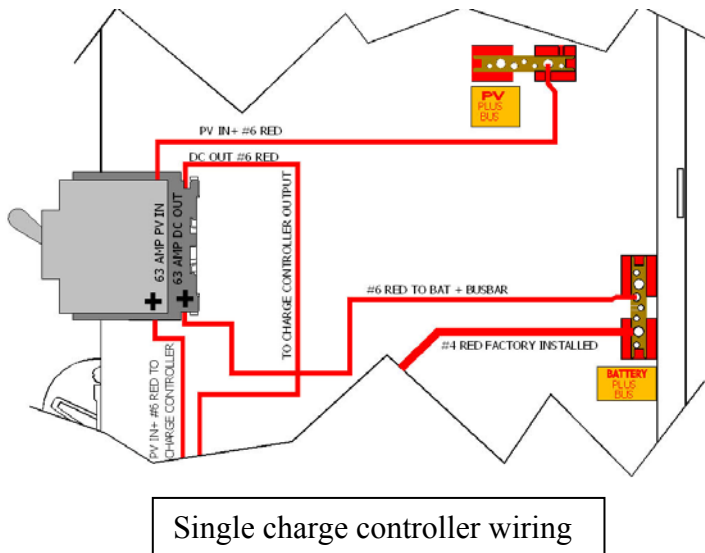 PV
PLUS
BUS
PV IN+ #6 RED
DC OUT #6 RED
63 AMP PV IN
63 AMP DC OUT
+
+
TO CHARGE CONTROLLER OUTPUT
#6 RED TO BAT + BUSBAR
#4 RED FACTORY INSTALLED
BATTERY
PLUS
BUS
PV IN+ #6 RED TO
CHARGE CONTROLLER
Single charge controller wiring